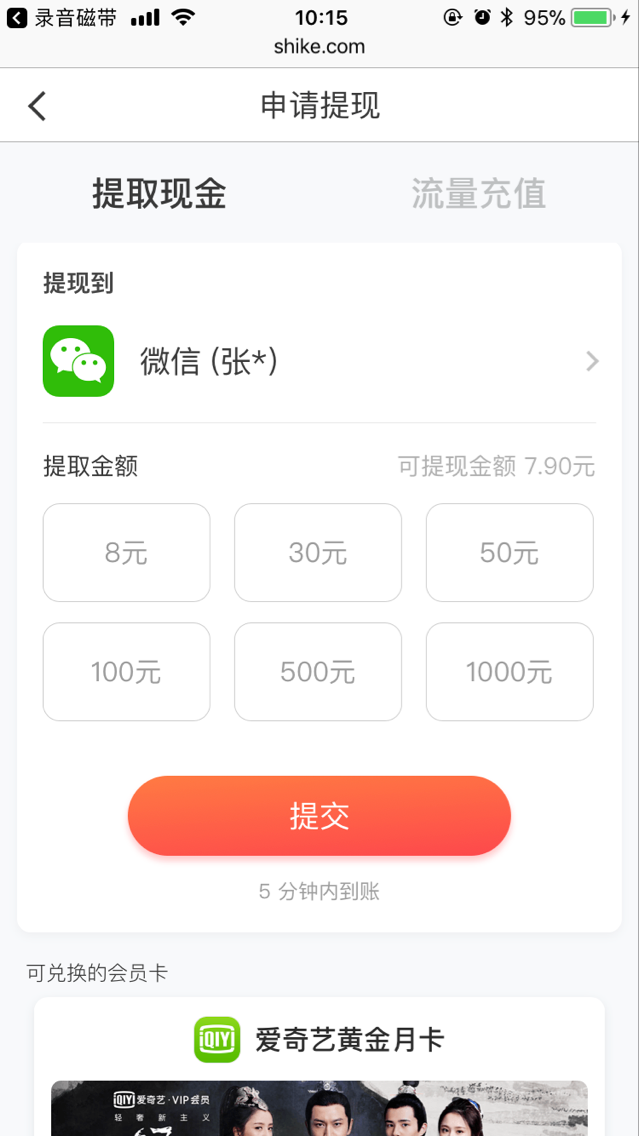 录音磁带 10:15 95%
shike.com
申请提现
提取现金 流量充值
提现到
微信 (张*)
提取金额 可提现金额 7.90元
8元 30元 50元
100元 500元 1000元
提交
5 分钟内到账
可兑换的会员卡
iQIYI 爱奇艺黄金月卡
iQIYI 爱奇艺·VIP会员
轻奢新主义